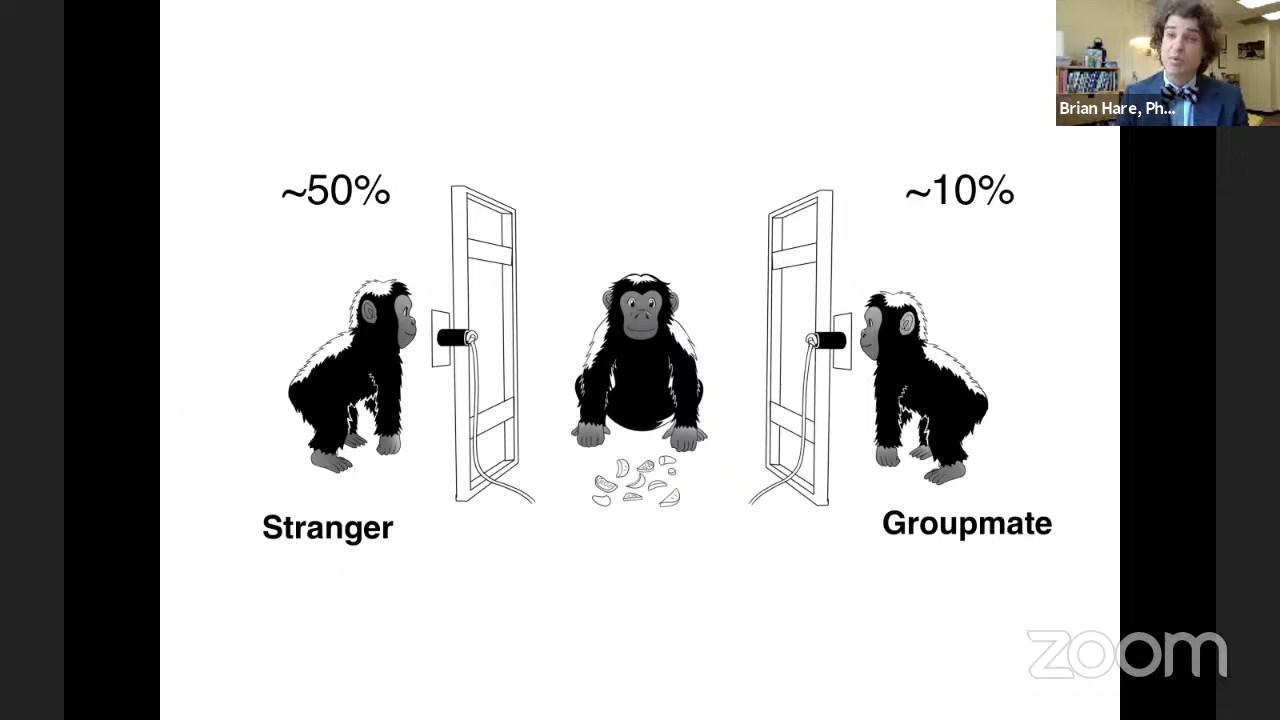 Brian Hare, Ph...
~50%
~10%
Stranger
Groupmate
zoom